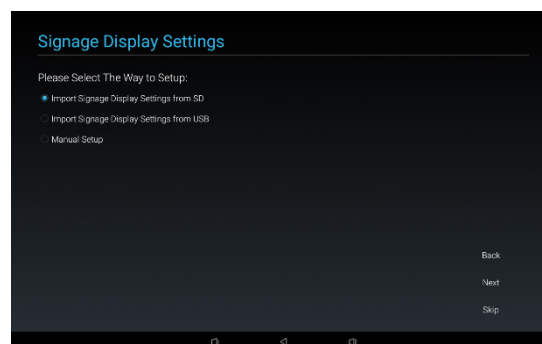 Signage Display Settings
Please Select The Way to Setup:
Import Signage Display Settings from SD
Import Signage Display Settings from USB
Manual Setup
Back
Next
Skip